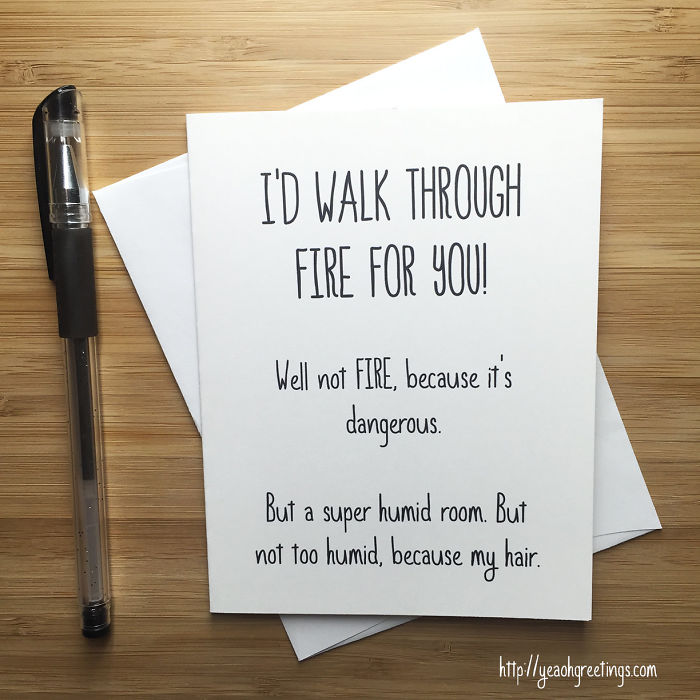 I'D WALK THROUGH
FIRE FOR YOU!
Well not FIRE, because it's
dangerous.
But a super humid room. But
not too humid, because my hair.
http://yeaohgreetings.com